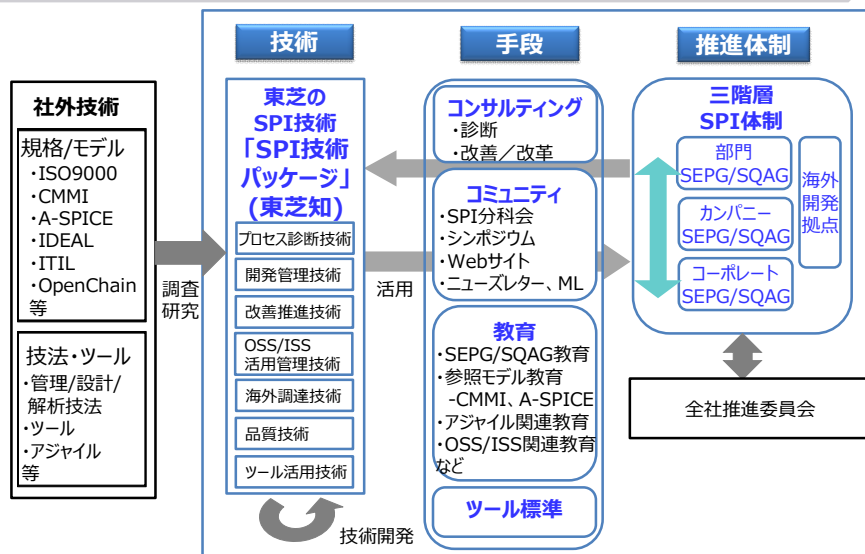 技術
手段
推進体制
社外技術
規格/モデル
・ISO9000
・CMMI
・A-SPICE
・IDEAL
・ITIL
・OpenChain
等
技法・ツール
・管理/設計/
解析技法
・ツール
・アジャイル
等
調査
研究
東芝の
SPI技術
「SPI技術
パッケージ」
(東芝知)
プロセス診断技術
開発管理技術
改善推進技術
OSS/ISS
活用管理技術
海外調達技術
品質技術
ツール活用技術
技術開発
活用
コンサルティング
・診断
・改善／改革
コミュニティ
・SPI分科会
・シンポジウム
・Webサイト
・ニューズレター、ML
教育
・SEPG/SQAG教育
・参照モデル教育
-CMMI、A-SPICE
・アジャイル関連教育
・OSS/ISS関連教育
など
ツール標準
三階層
SPI体制
部門
SEPG/SQAG
カンパニー
SEPG/SQAG
コーポレート
SEPG/SQAG
海外
開発
拠点
全社推進委員会